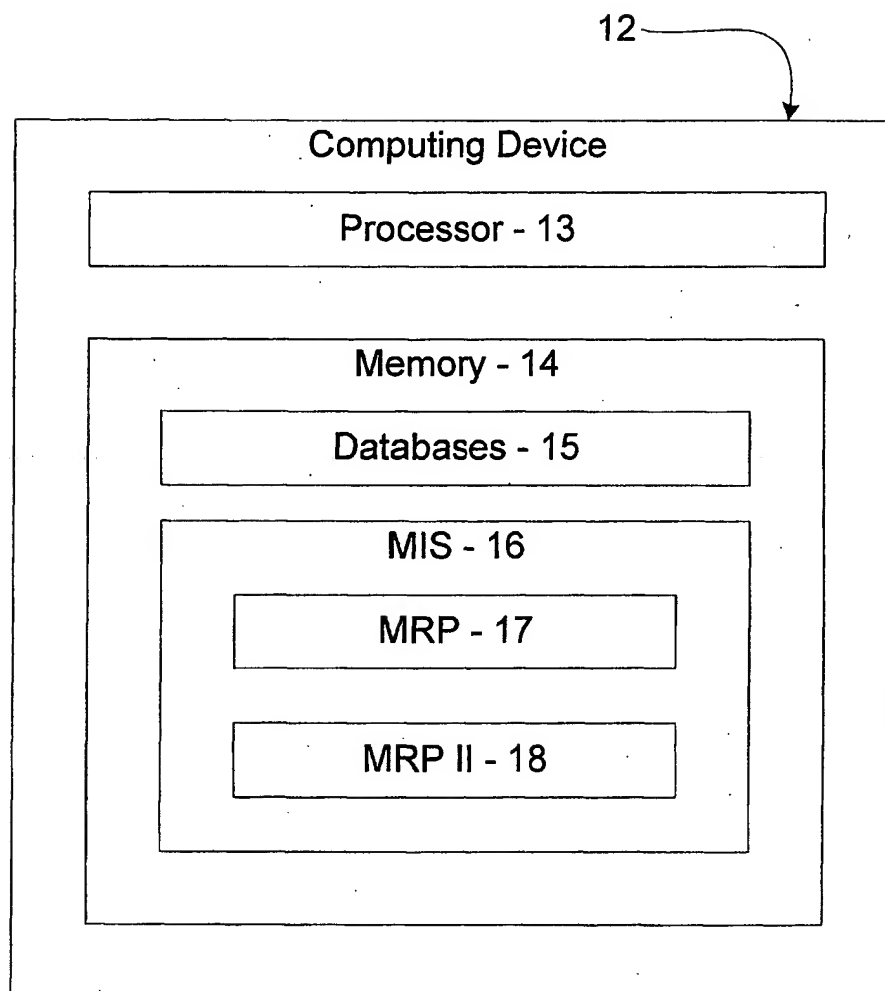 12
Computing Device
Processor - 13
Memory - 14
Databases - 15
MIS - 16
MRP - 17
MRP II - 18